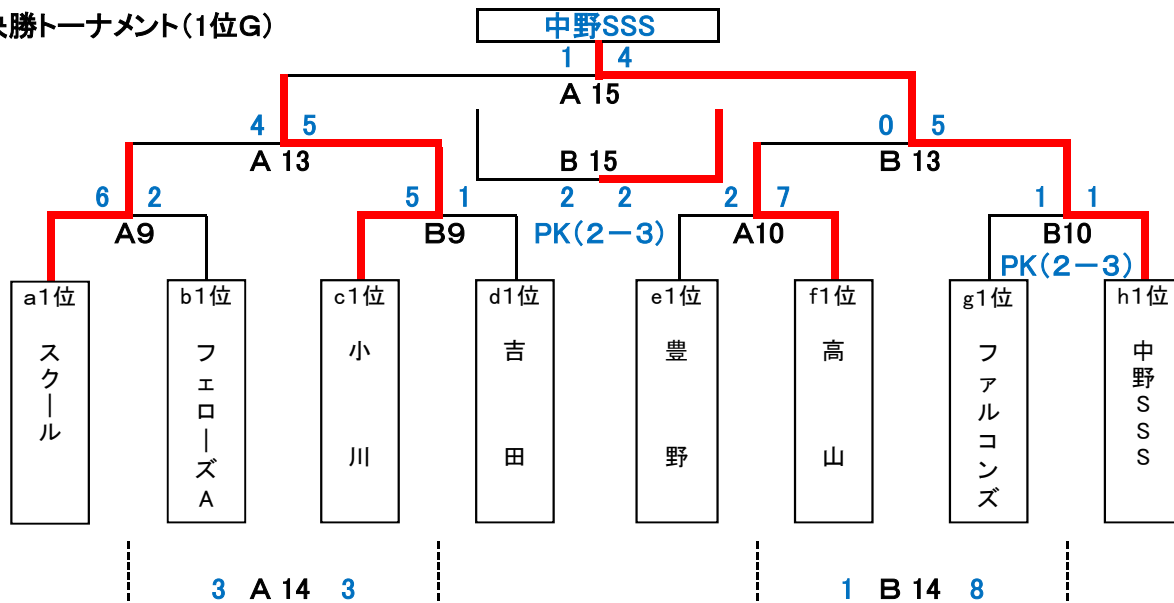 決勝トーナメント(1位G)
中野SSS
1 4
A 15
4 5
0 5
A 13
B 15
B 13
6 2
5 1
2 2
2 7
1 1
A9
B9
PK(2-3)
A10
B10
PK(2-3)
a1位
b1位
c1位
d1位
e1位
f1位
g1位
h1位
スクール
フェローズA
小川
吉田
豊野
高山
ファルコンズ
中野SSS
3 A 14 3
1 B 14 8